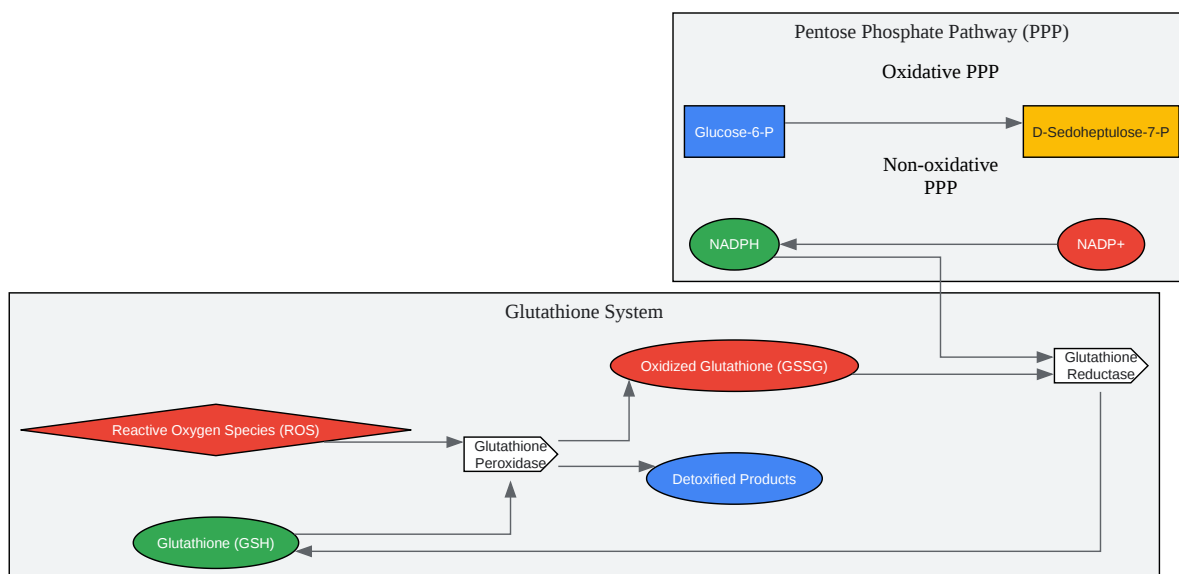 Pentose Phosphate Pathway (PPP)
Oxidative PPP
Glucose-6-P
D-Sedoheptulose-7-P
Non-oxidative
PPP
NADPH
NADP+
Glutathione System
Oxidized Glutathione (GSSG)
Glutathione
Reductase
Reactive Oxygen Species (ROS)
Glutathione
Peroxidase
Detoxified Products
Glutathione (GSH)